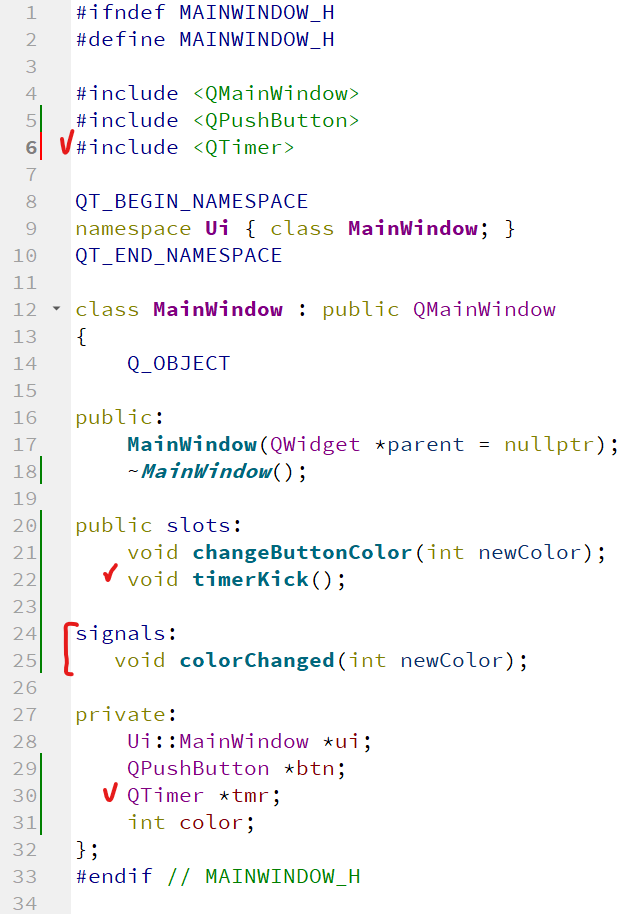 1 #ifndef MAINWINDOW_H
2 #define MAINWINDOW_H
3
4 #include <QMainWindow>
5 #include <QPushButton>
6 #include <QTimer>
7
8 QT_BEGIN_NAMESPACE
9 namespace Ui { class MainWindow; }
10 QT_END_NAMESPACE
11
12 class MainWindow : public QMainWindow
13 {
14     Q_OBJECT
15
16 public:
17     MainWindow(QWidget *parent = nullptr);
18     ~MainWindow();
19
20 public slots:
21     void changeButtonColor(int newColor);
22     void timerKick();
23
24 signals:
25    void colorChanged(int newColor);
26
27 private:
28     Ui::MainWindow *ui;
29     QPushButton *btn;
30     QTimer *tmr;
31     int color;
32 };
33 #endif // MAINWINDOW_H
34